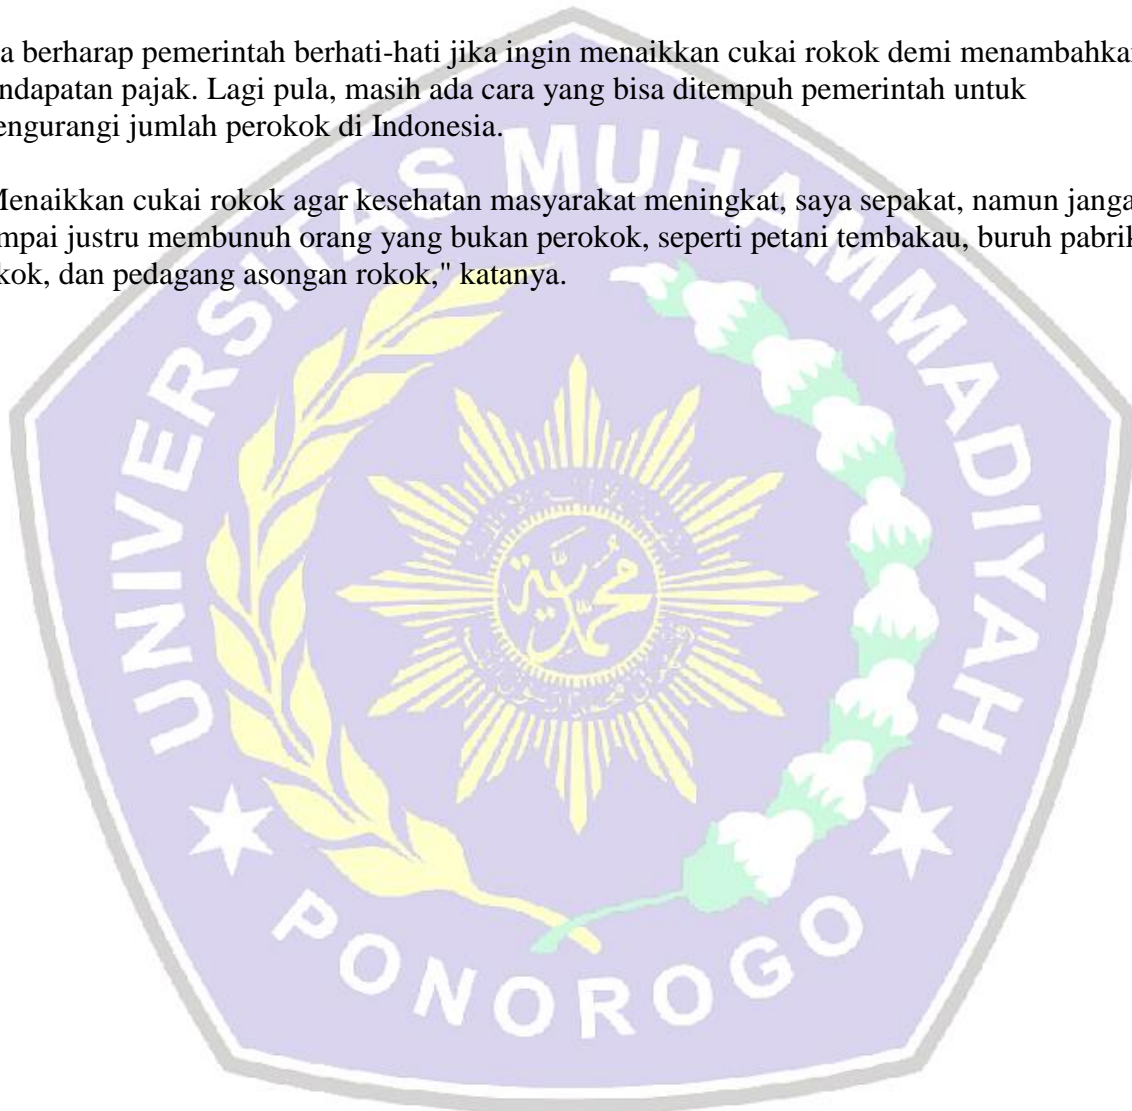 a berharap pemerintah berhati-hati jika ingin menaikkan cukai rokok demi menambahka
ndapatan pajak. Lagi pula, masih ada cara yang bisa ditempuh pemerintah untuk
engurangi jumlah perokok di Indonesia.
Menaikkan cukai rokok agar kesehatan masyarakat meningkat, saya sepakat, namun janga
mpai justru membunuh orang yang bukan perokok, seperti petani tembakau, buruh pabrik
kok, dan pedagang asongan rokok," katanya.
UNIVERSITAS MUHAMMADIYAH
محمدية
PONOROGO